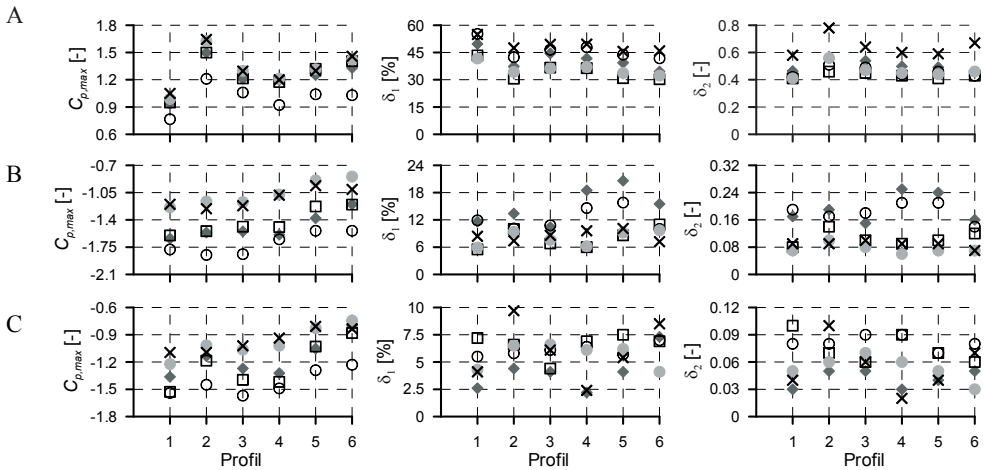 A
C_p,max [-]
1.8
1.5
1.2
0.9
0.6
δ_1 [%]
60
45
30
15
0
δ_2 [-]
0.8
0.6
0.4
0.2
0
B
C_p,max [-]
-0.7
-1.05
-1.4
-1.75
-2.1
δ_1 [%]
24
18
12
6
0
δ_2 [-]
0.32
0.24
0.16
0.08
0
C
C_p,max [-]
-0.6
-0.9
-1.2
-1.5
-1.8
δ_1 [%]
10
7.5
5
2.5
0
δ_2 [-]
0.12
0.09
0.06
0.03
0
1 2 3 4 5 6
1 2 3 4 5 6
1 2 3 4 5 6
Profil
Profil
Profil